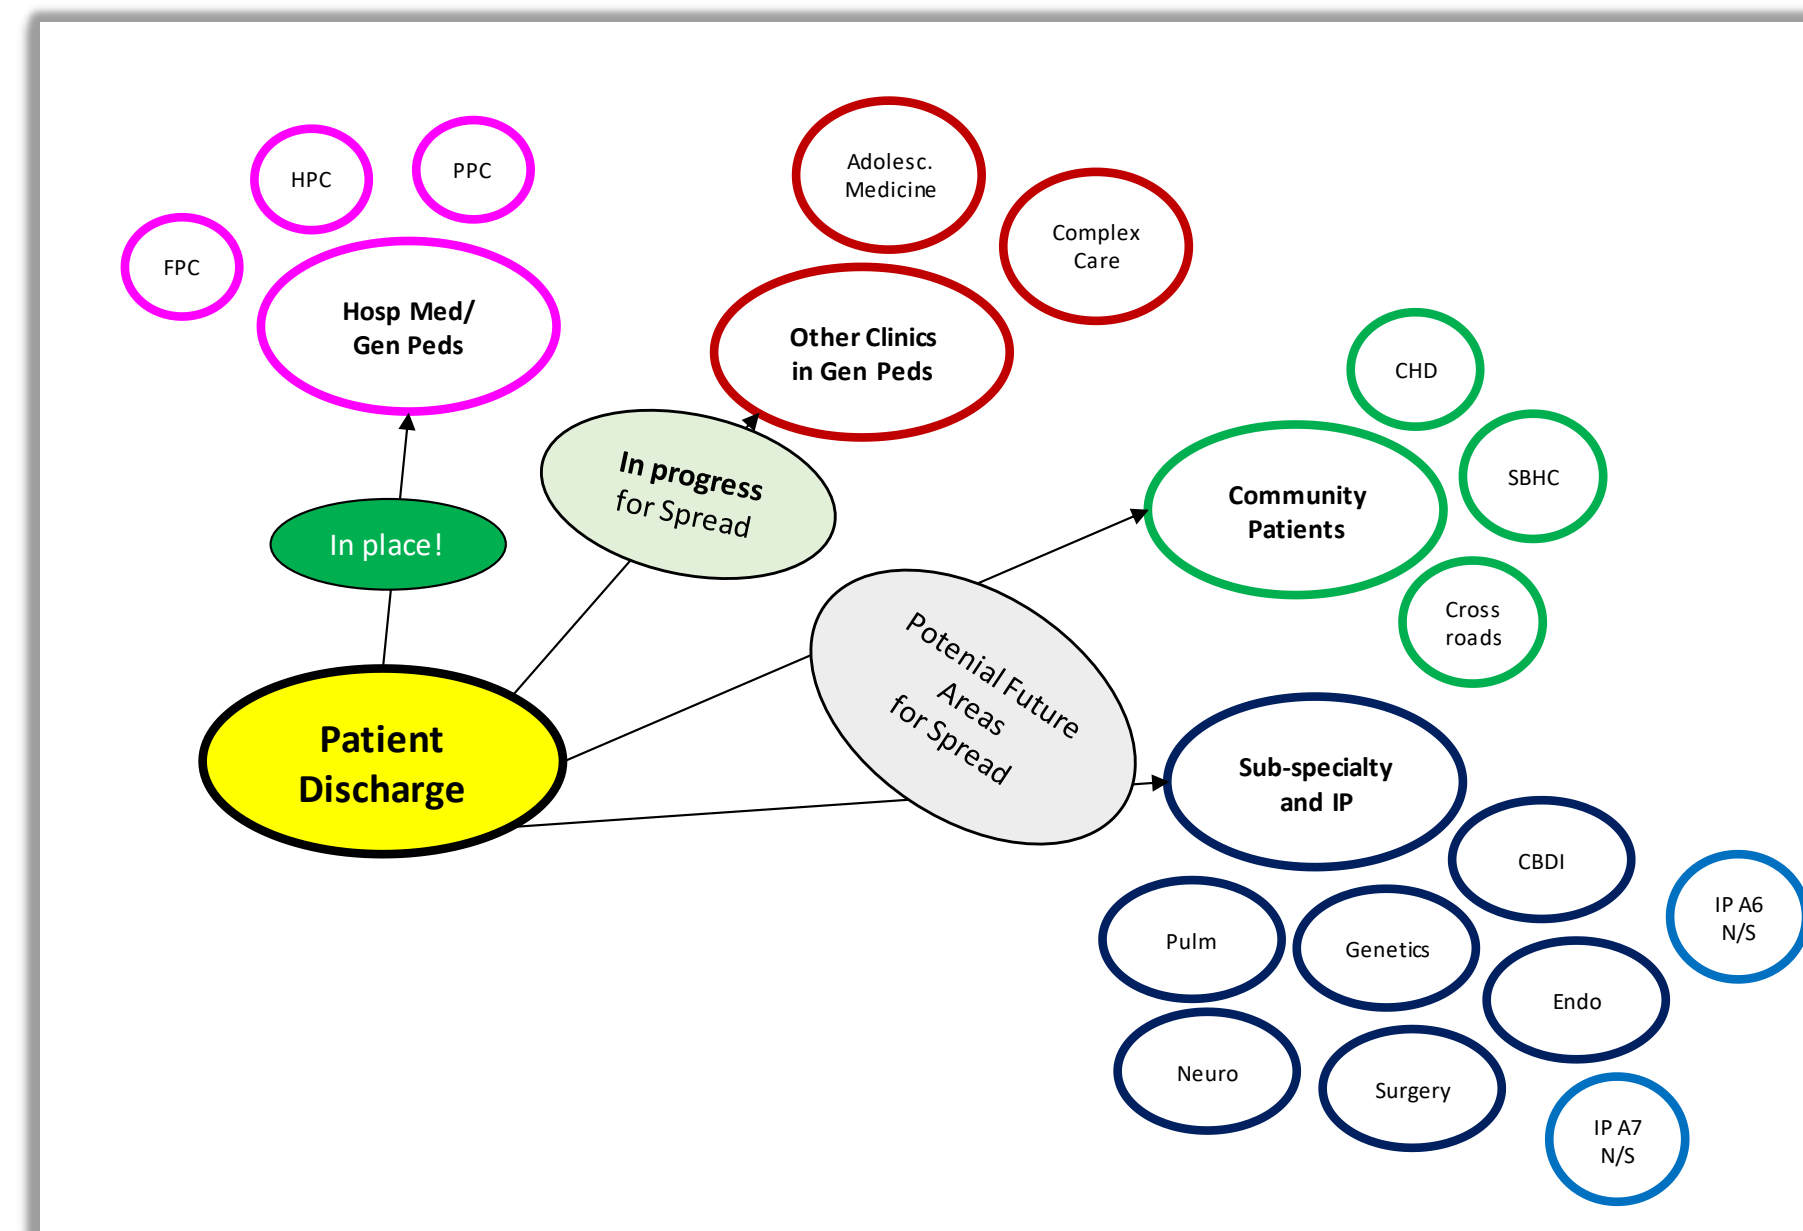 HPC
PPC
FPC
Hosp Med/
Gen Peds
Adolesc.
Medicine
Complex
Care
Other Clinics
in Gen Peds
CHD
SBHC
Cross
roads
Community
Patients
In place!
In progress
for Spread
Potenial Future
Areas
for Spread
Patient
Discharge
Sub-specialty
and IP
CBDI
Pulm
Genetics
Endo
Neuro
Surgery
IP A6
N/S
IP A7
N/S